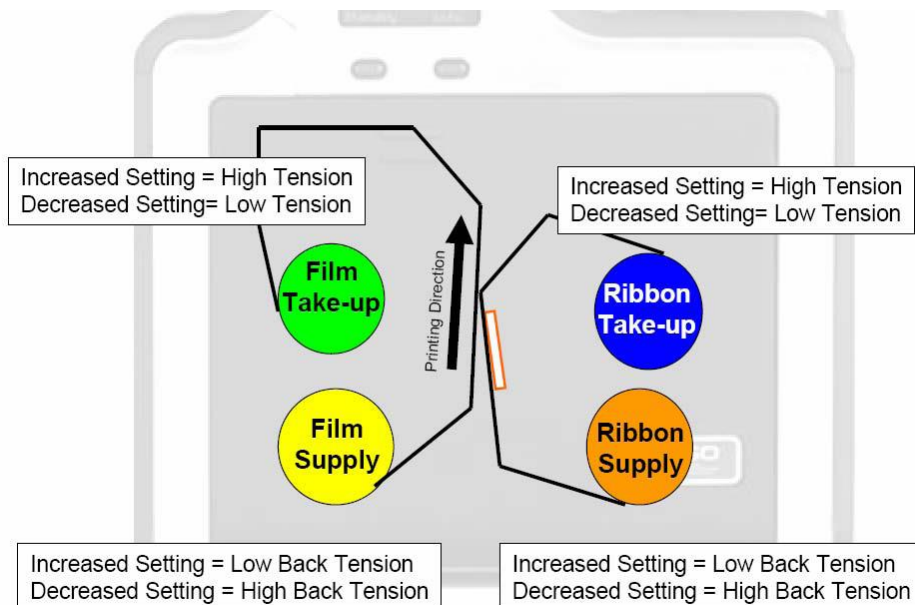 Increased Setting = High Tension
Decreased Setting= Low Tension
Increased Setting = High Tension
Decreased Setting= Low Tension
Film
Take-up
Printing Direction
Ribbon
Take-up
Film
Supply
Ribbon
Supply
Increased Setting = Low Back Tension
Decreased Setting = High Back Tension
Increased Setting = Low Back Tension
Decreased Setting = High Back Tension